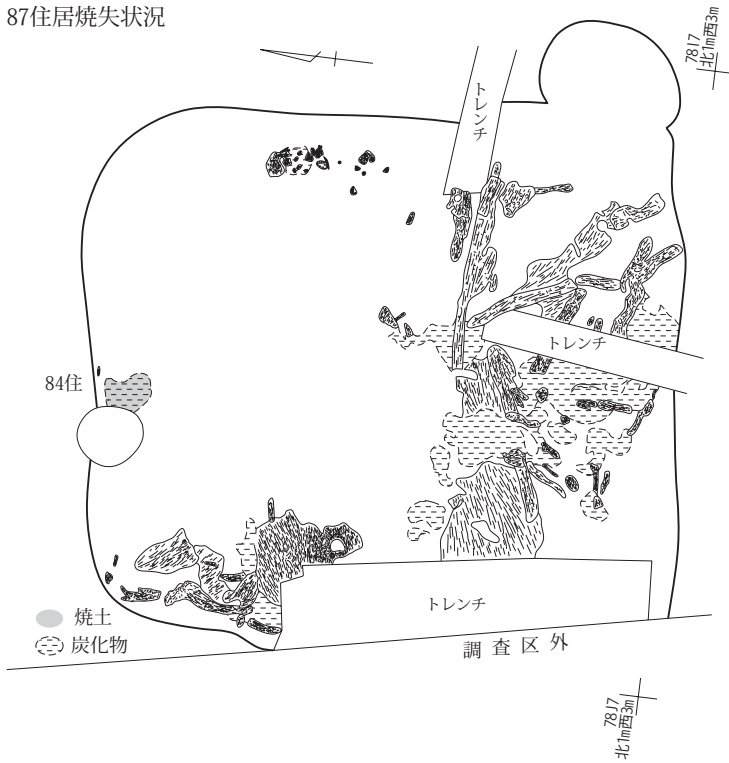 87住居焼失状況
78I7
北1m西3m
トレンチ
トレンチ
84住
焼土
炭化物
トレンチ
調査区外
78J7
北1m西3m